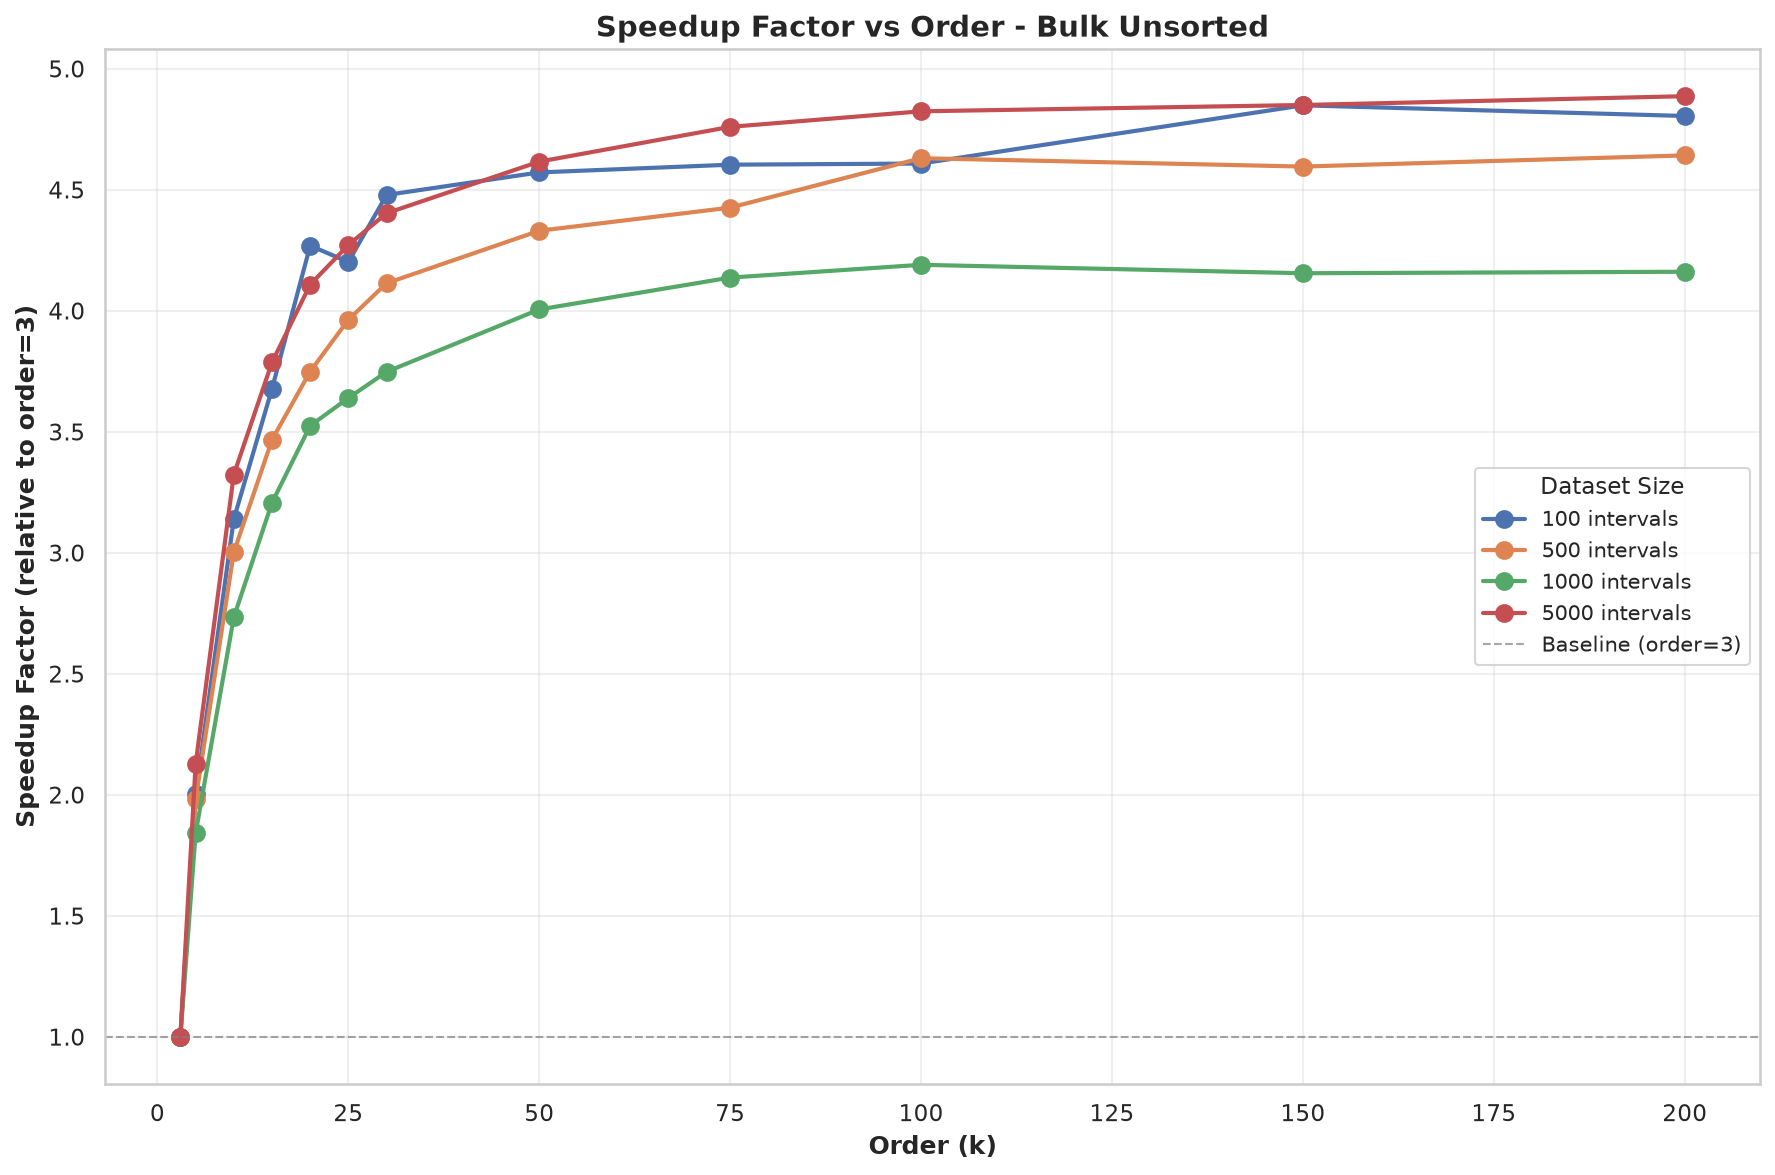 Speedup Factor vs Order - Bulk Unsorted
Speedup Factor (relative to order=3)
5.0
4.5
4.0
3.5
3.0
2.5
2.0
1.5
1.0
Dataset Size
100 intervals
500 intervals
1000 intervals
5000 intervals
Baseline (order=3)
0 25 50 75 100 125 150 175 200
Order (k)